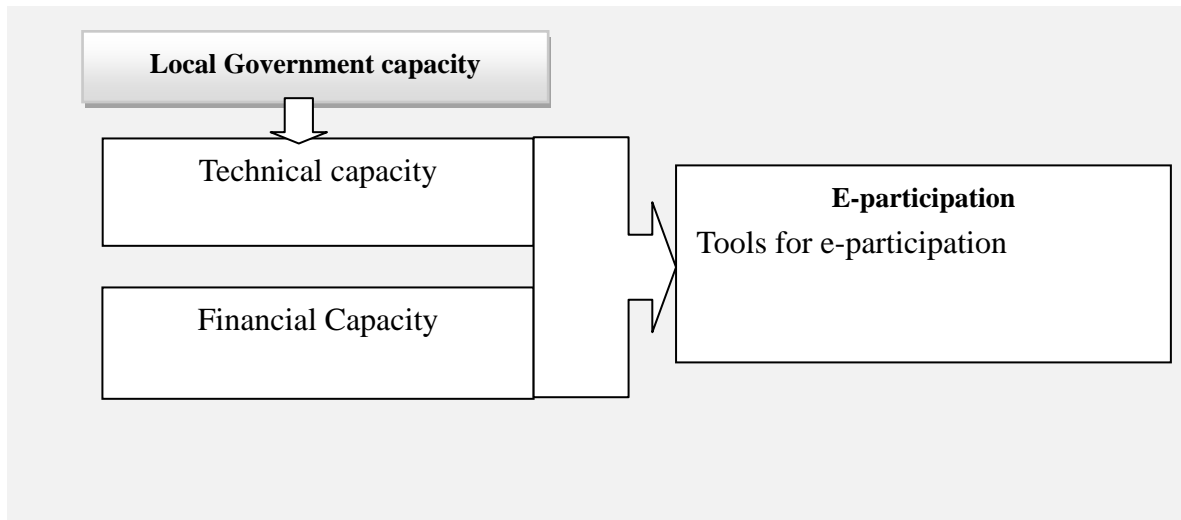 Local Government capacity
Technical capacity
Financial Capacity
E-participation
Tools for e-participation